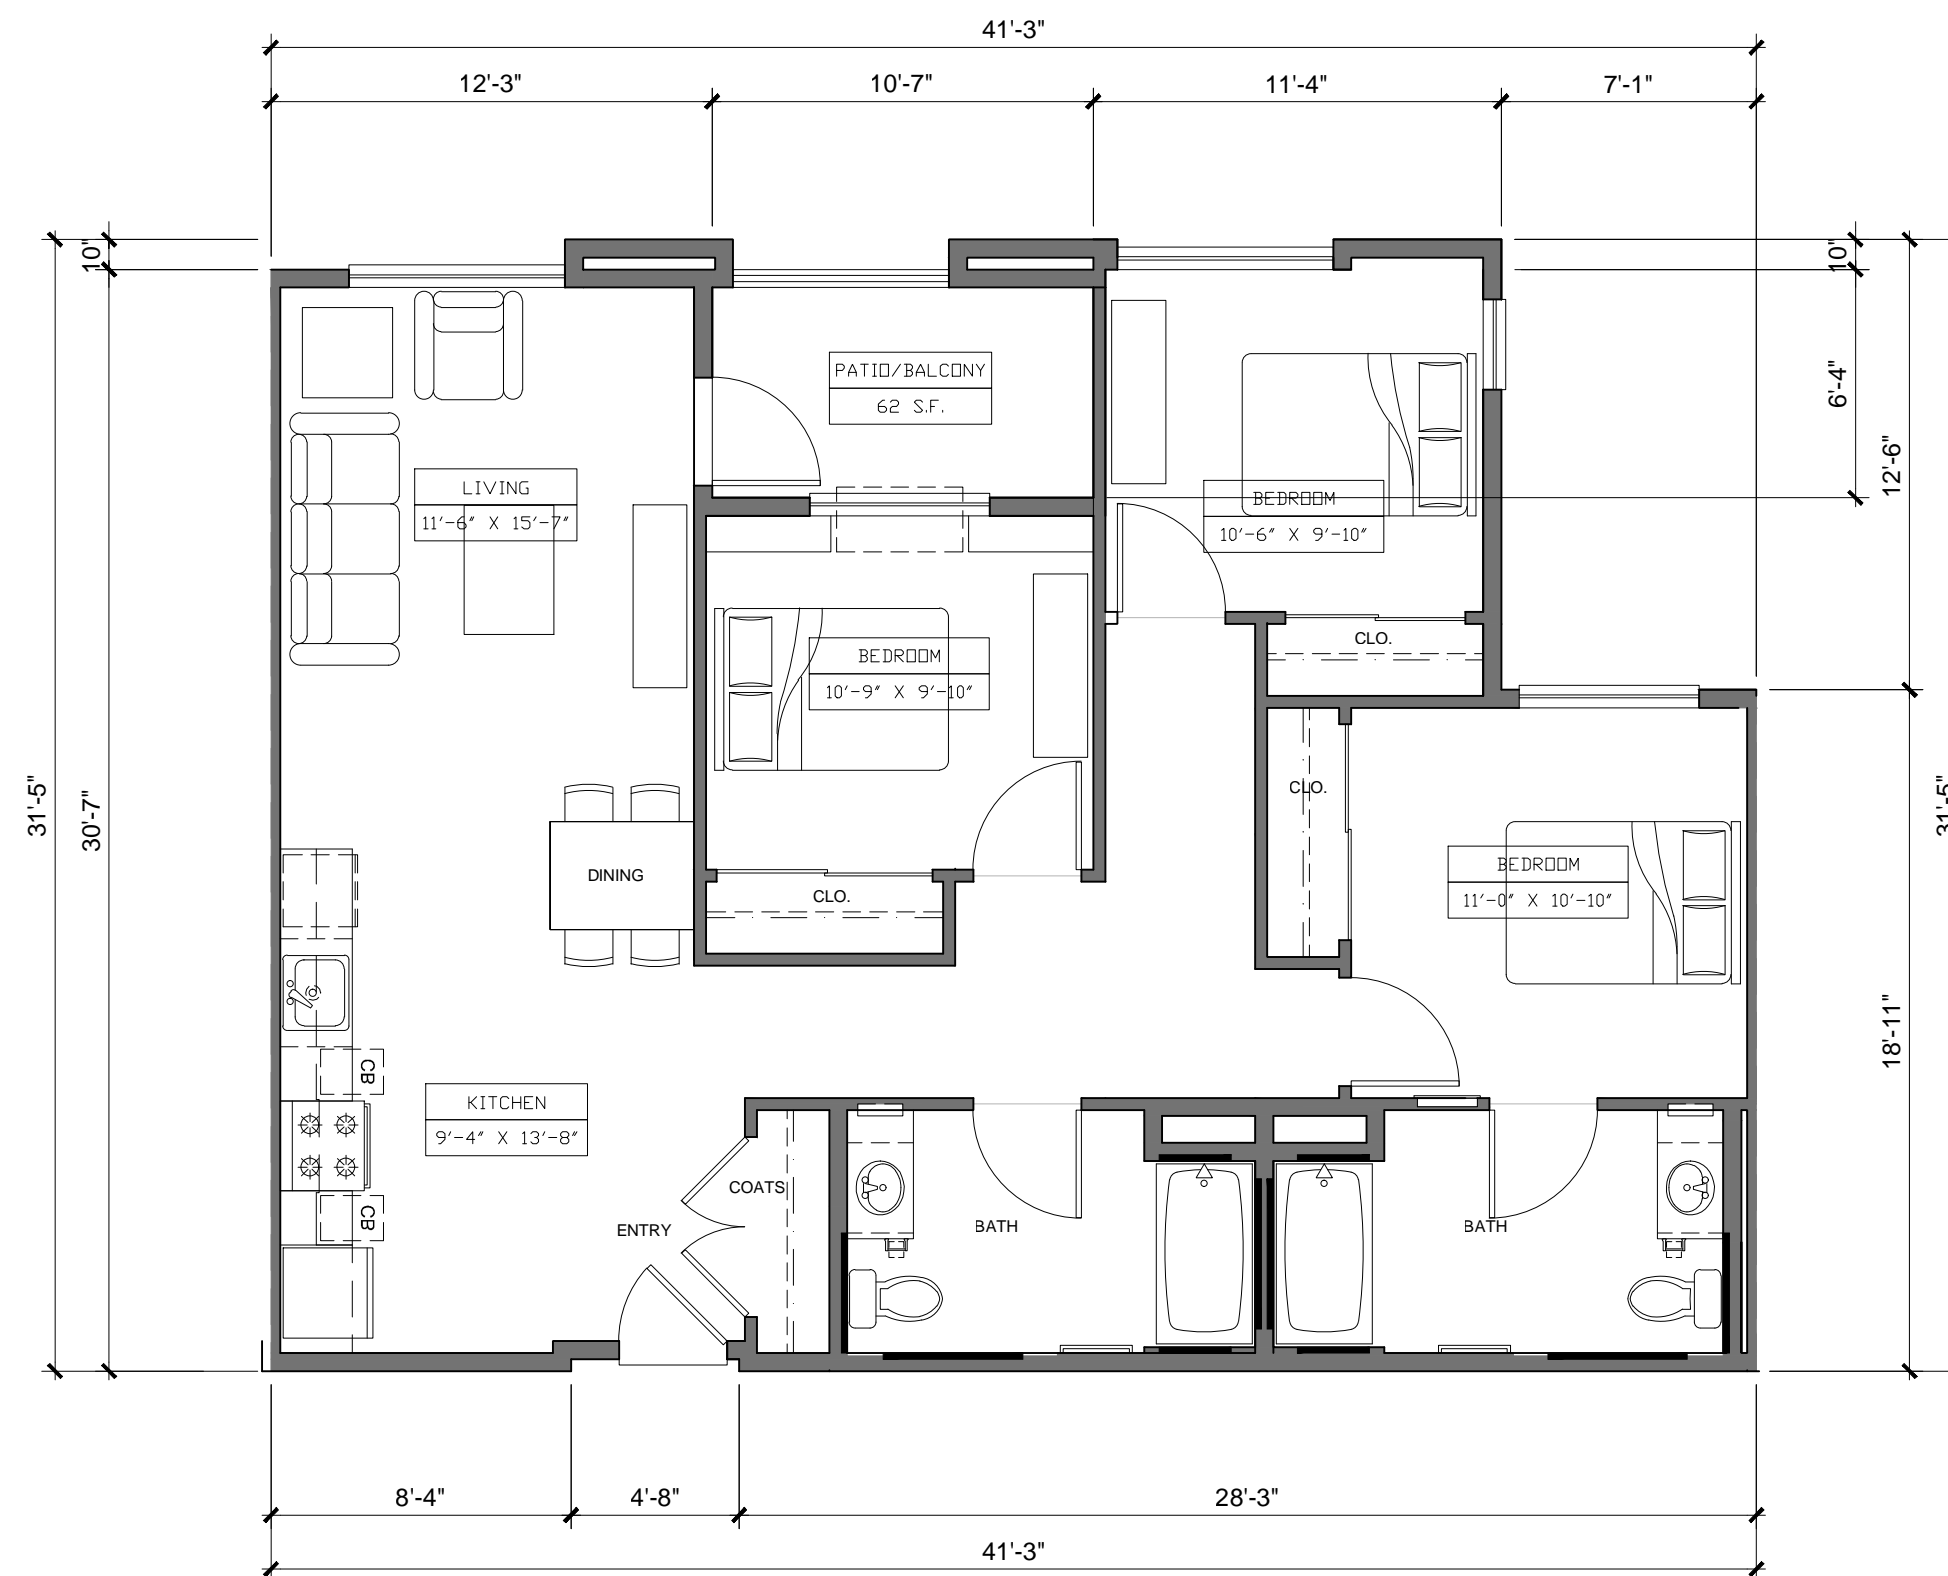 41'-3"
12'-3"
10'-7"
11'-4"
7'-1"
10"
10"
PATIO/BALCONY
62 S.F.
6'-4"
12'-6"
LIVING
11'-6" X 15'-7"
BEDROOM
10'-6" X 9'-10"
CLO.
BEDROOM
10'-9" X 9'-10"
31'-5"
30'-7"
CLO.
31'-5"
DINING
CLO.
BEDROOM
11'-0" X 10'-10"
18'-11"
CB
KITCHEN
9'-4" X 13'-8"
COATS
CB
ENTRY
BATH
BATH
8'-4"
4'-8"
28'-3"
41'-3"